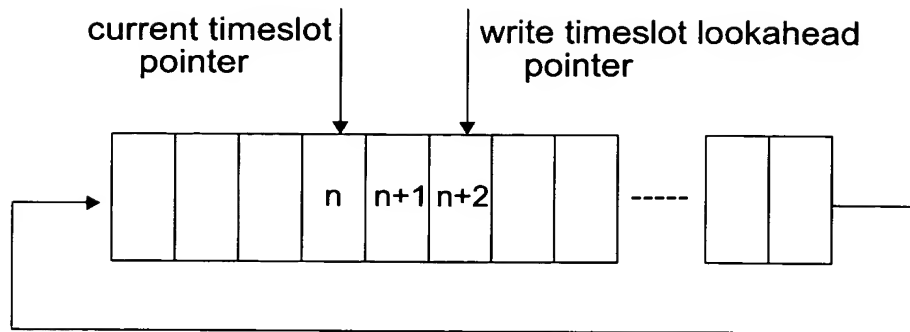 current timeslot
pointer
write timeslot lookahead
pointer
n
n+1
n+2